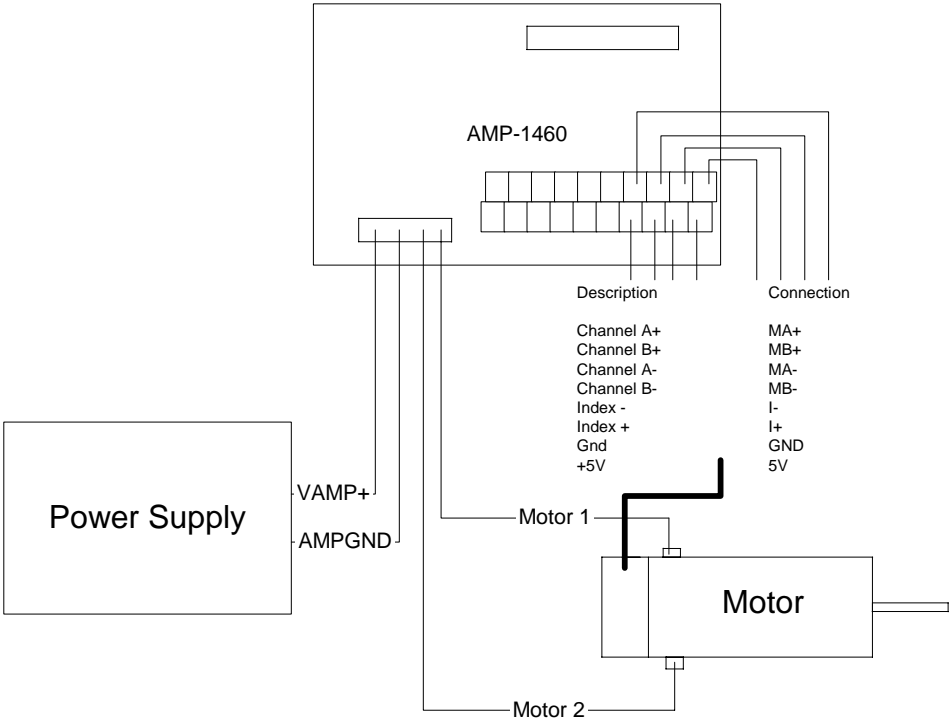 AMP-1460
Description Connection
Channel A+ MA+
Channel B+ MB+
Channel A- MA-
Channel B- MB-
Index - I-
Index + I+
Gnd GND
+5V 5V
Power Supply
VAMP+
AMPGND
Motor 1
Motor
Motor 2